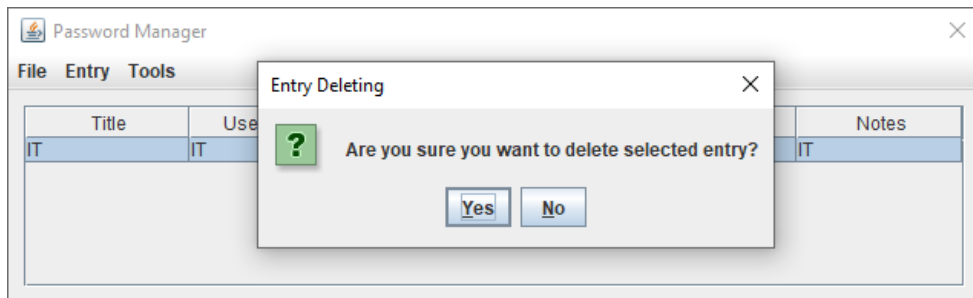 Password Manager
File Entry Tools
Entry Deleting
Title Use Notes
IT IT IT
Are you sure you want to delete selected entry?
Yes No